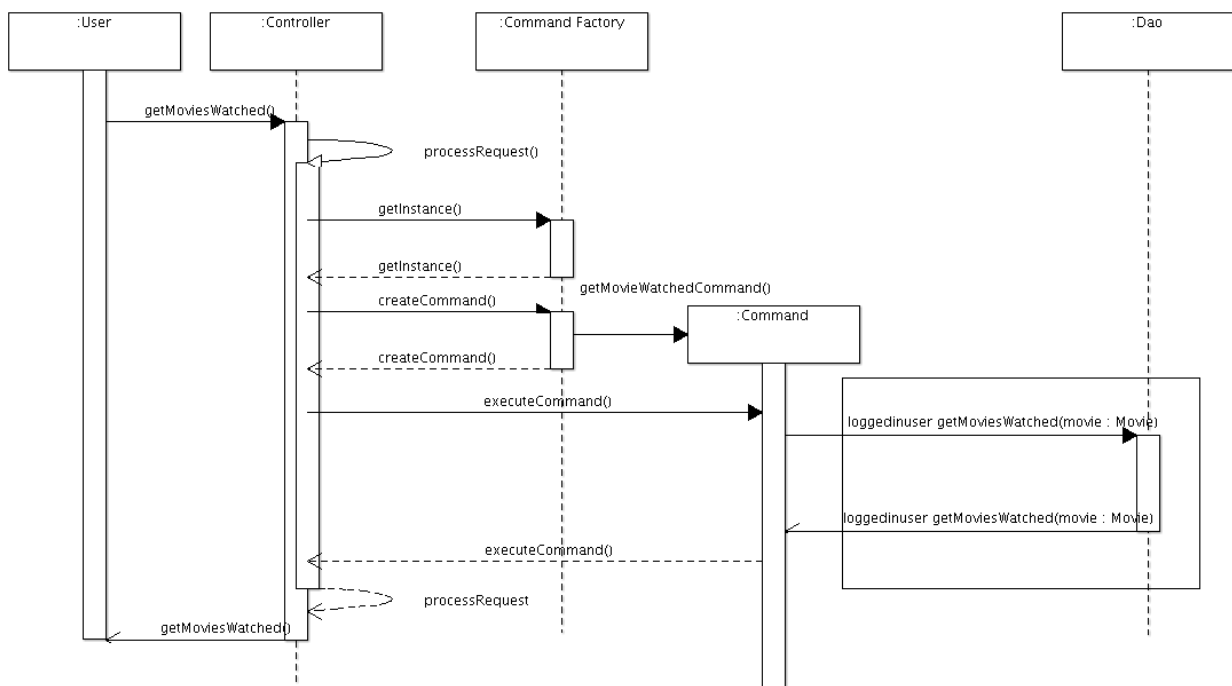 :User
:Controller
:Command Factory
:Dao
getMoviesWatched()
processRequest()
getInstance()
getInstance()
getMovieWatchedCommand()
createCommand()
:Command
createCommand()
executeCommand()
loggedinuser getMoviesWatched(movie : Movie)
loggedinuser getMoviesWatched(movie : Movie)
executeCommand()
processRequest
getMoviesWatched()